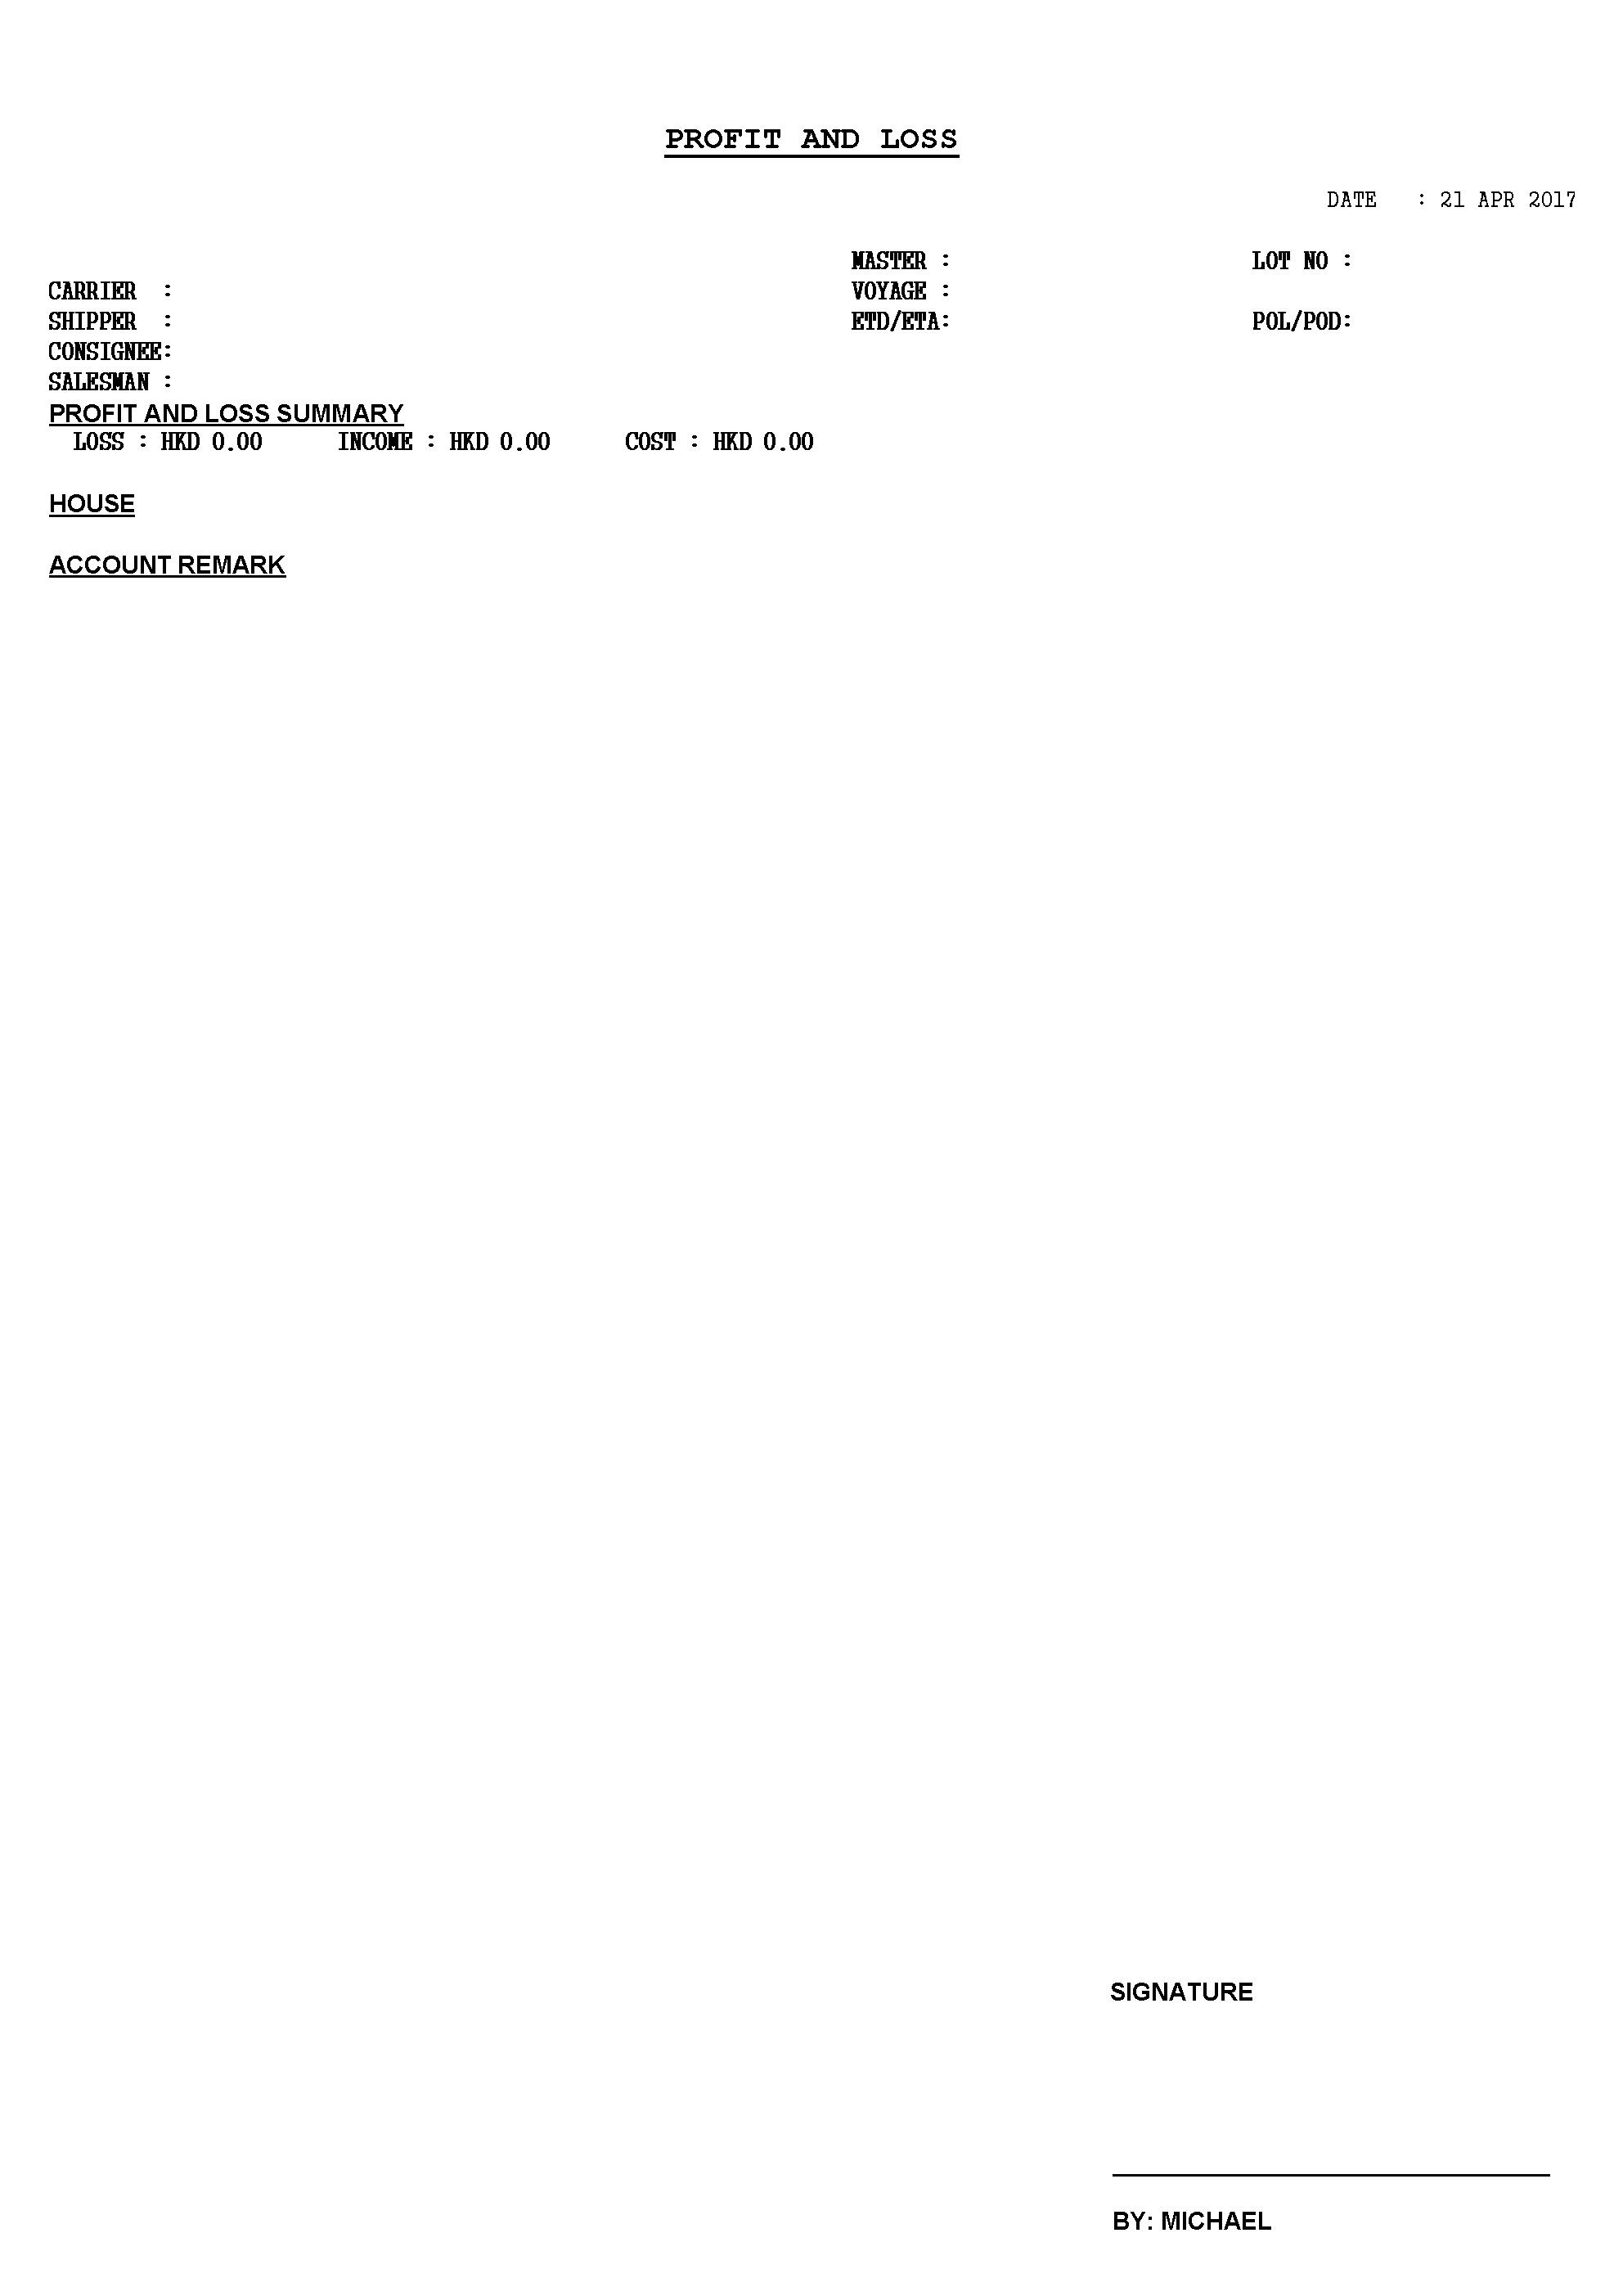 PROFIT AND LOSS
DATE : 21 APR 2017
MASTER : LOT NO :
CARRIER : VOYAGE :
SHIPPER : ETD/ETA: POL/POD:
CONSIGNEE:
SALESMAN :
PROFIT AND LOSS SUMMARY
LOSS : HKD 0.00 INCOME : HKD 0.00 COST : HKD 0.00
HOUSE
ACCOUNT REMARK
SIGNATURE
BY: MICHAEL